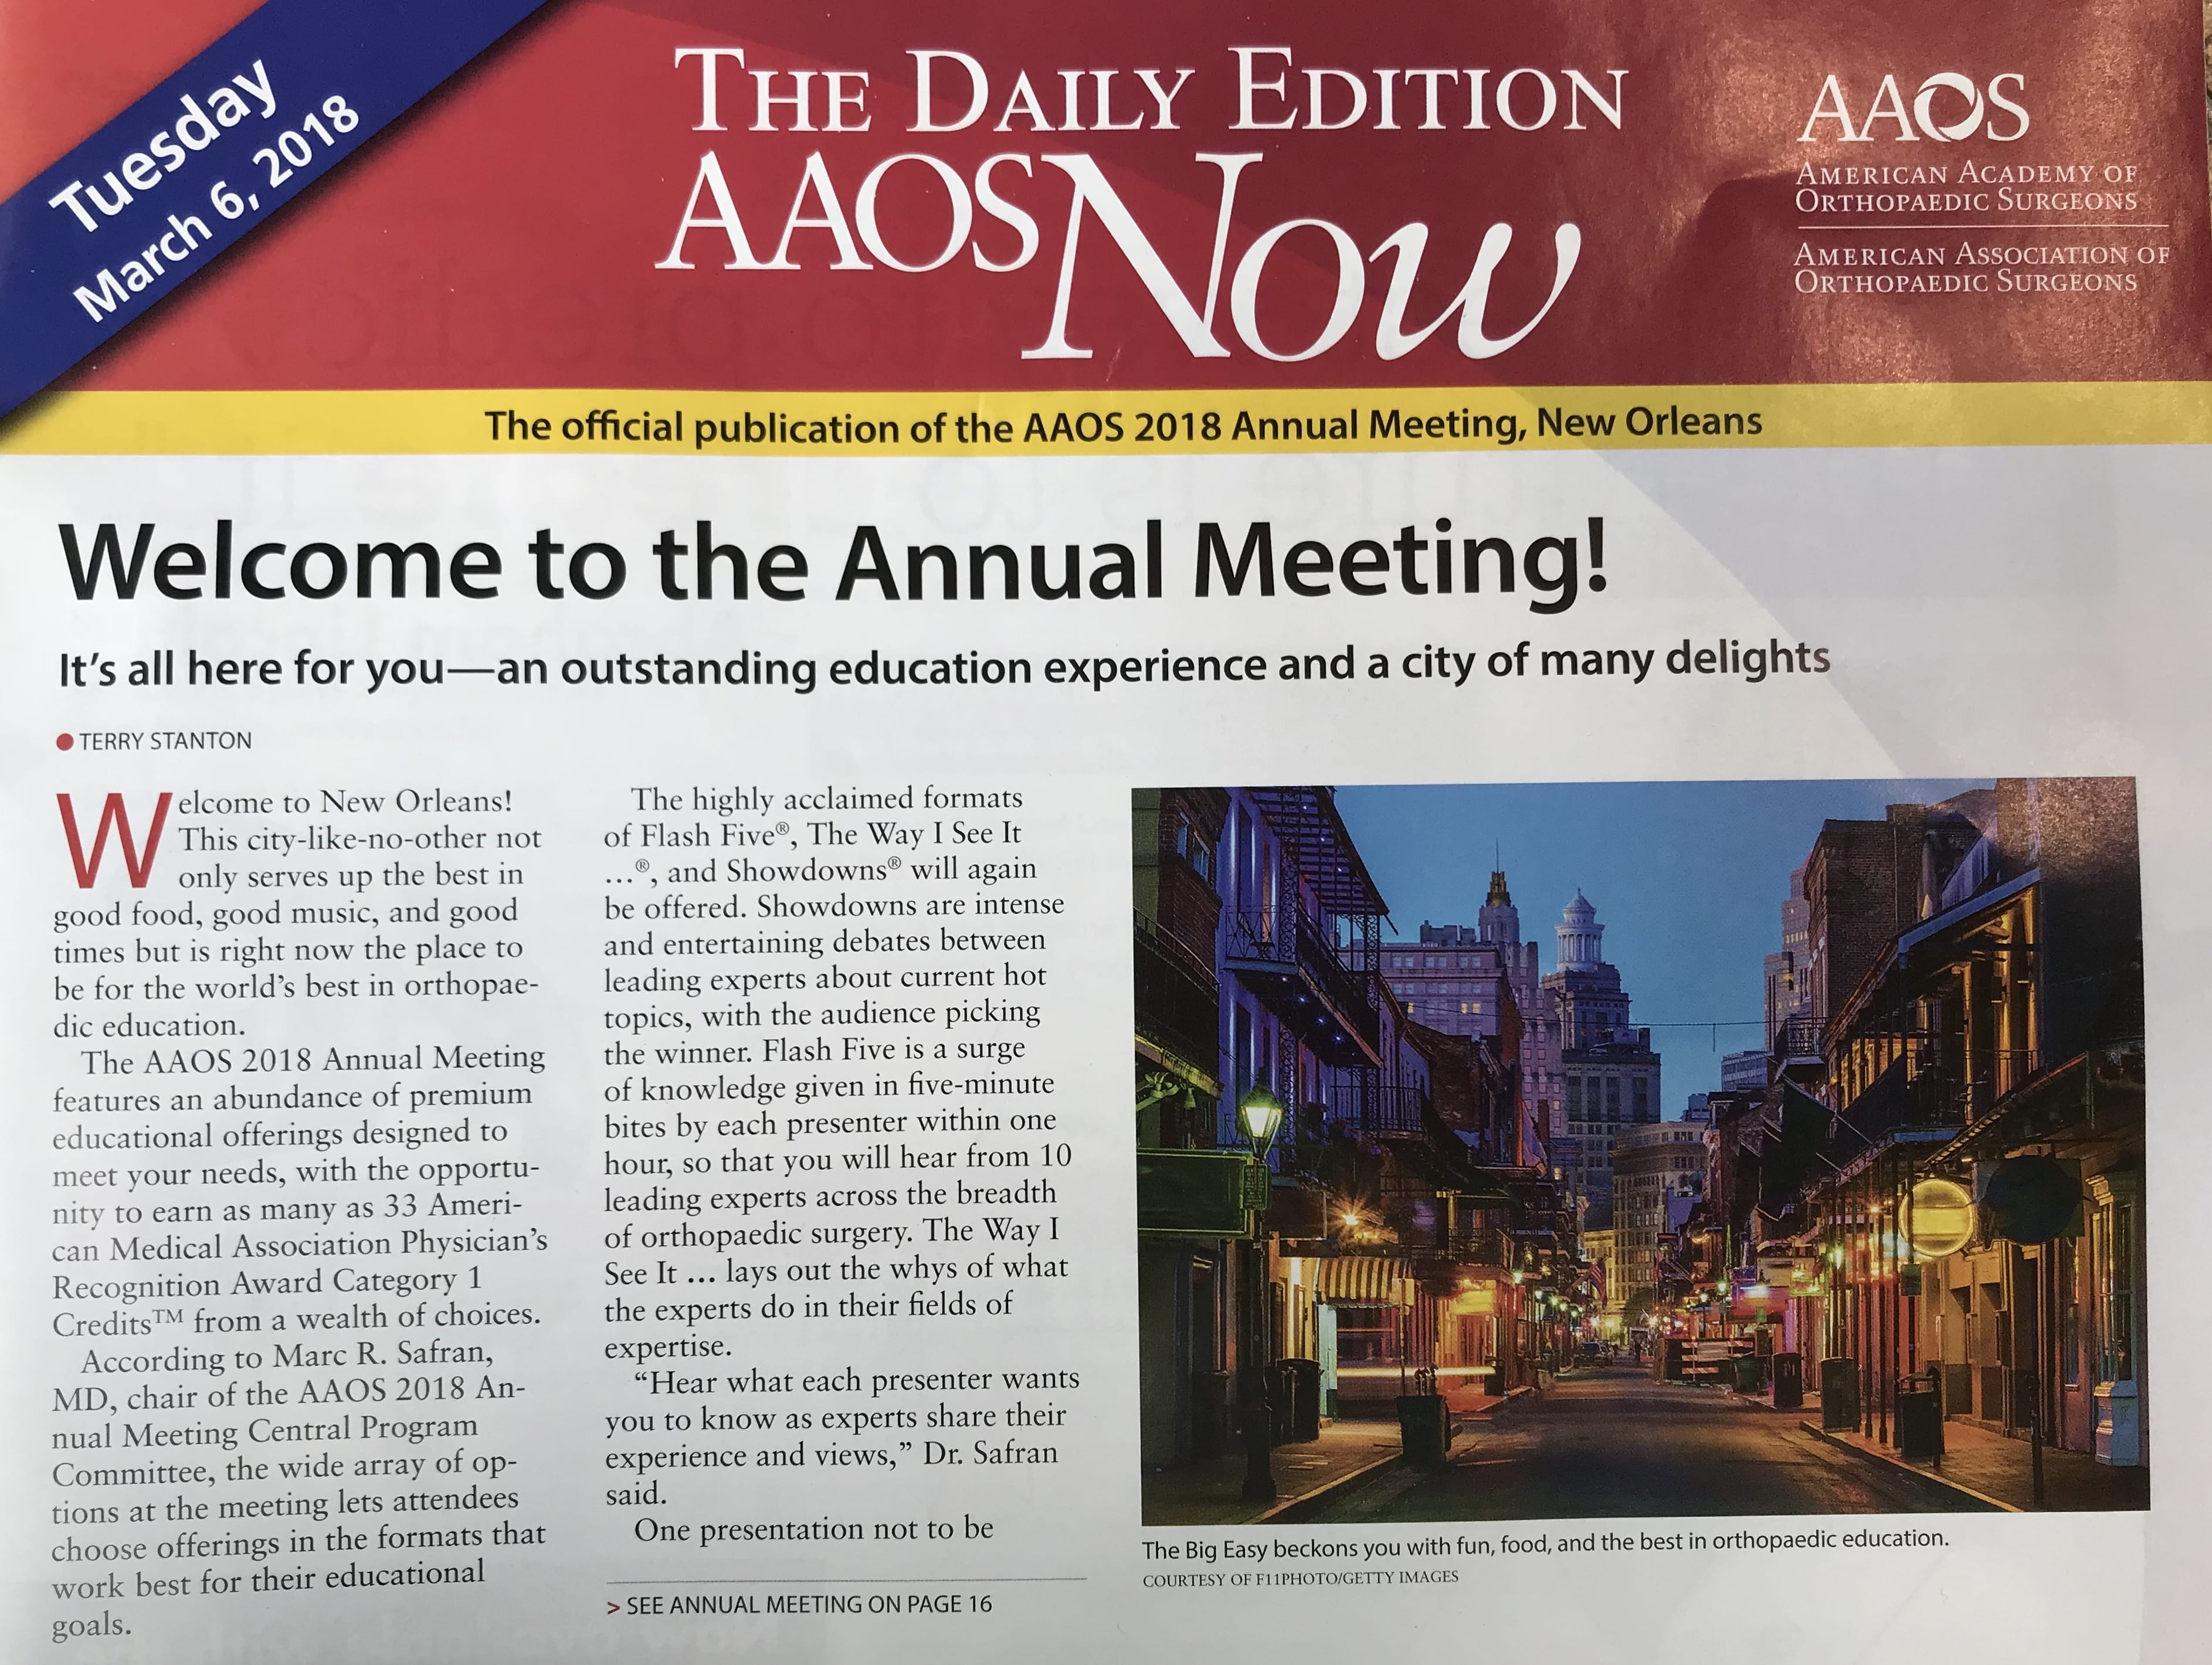 Tuesday
March 6, 2018
THE DAILY EDITION
AAOS Now
AAOS
AMERICAN ACADEMY OF
ORTHOPAEDIC SURGEONS
AMERICAN ASSOCIATION OF
ORTHOPAEDIC SURGEONS
The official publication of the AAOS 2018 Annual Meeting, New Orleans
Welcome to the Annual Meeting!
It's all here for you—an outstanding education experience and a city of many delights
TERRY STANTON
Welcome to New Orleans!
This city-like-no-other not
only serves up the best in
good food, good music, and good
times but is right now the place to
be for the world's best in orthopae-
dic education.
The AAOS 2018 Annual Meeting
features an abundance of premium
educational offerings designed to
meet your needs, with the opportu-
nity to earn as many as 33 Ameri-
can Medical Association Physician's
Recognition Award Category 1
Credits™ from a wealth of choices.
According to Marc R. Safran,
MD, chair of the AAOS 2018 An-
nual Meeting Central Program
Committee, the wide array of op-
tions at the meeting lets attendees
choose offerings in the formats that
work best for their educational
goals.
The highly acclaimed formats
of Flash Five®, The Way I See It
…®, and Showdowns® will again
be offered. Showdowns are intense
and entertaining debates between
leading experts about current hot
topics, with the audience picking
the winner. Flash Five is a surge
of knowledge given in five-minute
bites by each presenter within one
hour, so that you will hear from 10
leading experts across the breadth
of orthopaedic surgery. The Way I
See It … lays out the whys of what
the experts do in their fields of
expertise.
"Hear what each presenter wants
you to know as experts share their
experience and views," Dr. Safran
said.
One presentation not to be
> SEE ANNUAL MEETING ON PAGE 16
The Big Easy beckons you with fun, food, and the best in orthopaedic education.
COURTESY OF F11PHOTO/GETTY IMAGES